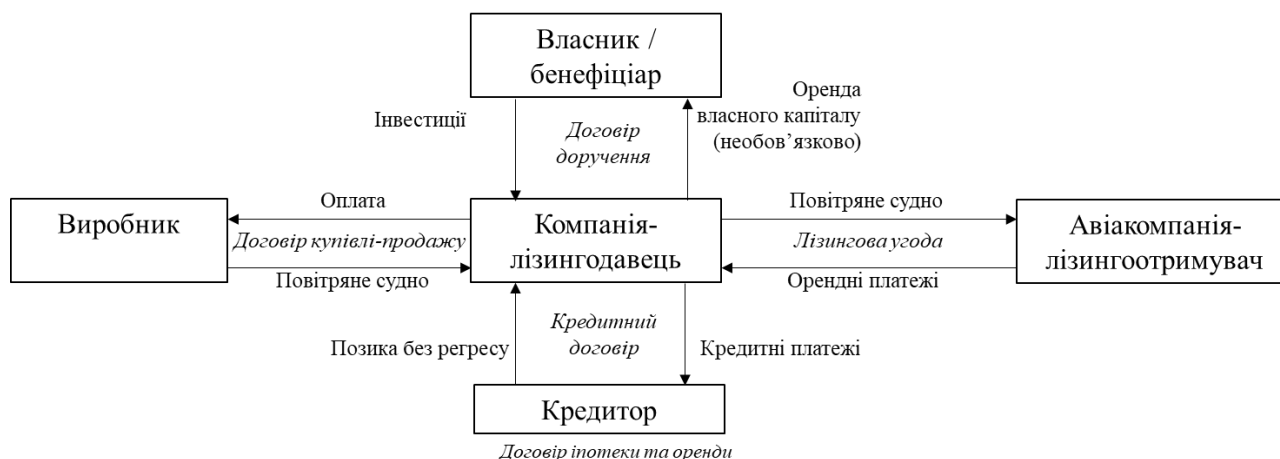 Власник /
бенефіціар
Інвестиції
Договір
доручення
Оренда
власного капіталу
(необов’язково)
Виробник
Оплата
Договір купівлі-продажу
Повітряне судно
Компанія-
лізингодавець
Повітряне судно
Лізингова угода
Орендні платежі
Авіакомпанія-
лізингоотримувач
Позика без регресу
Кредитний
договір
Кредитні платежі
Кредитор
Договір іпотеки та оренди